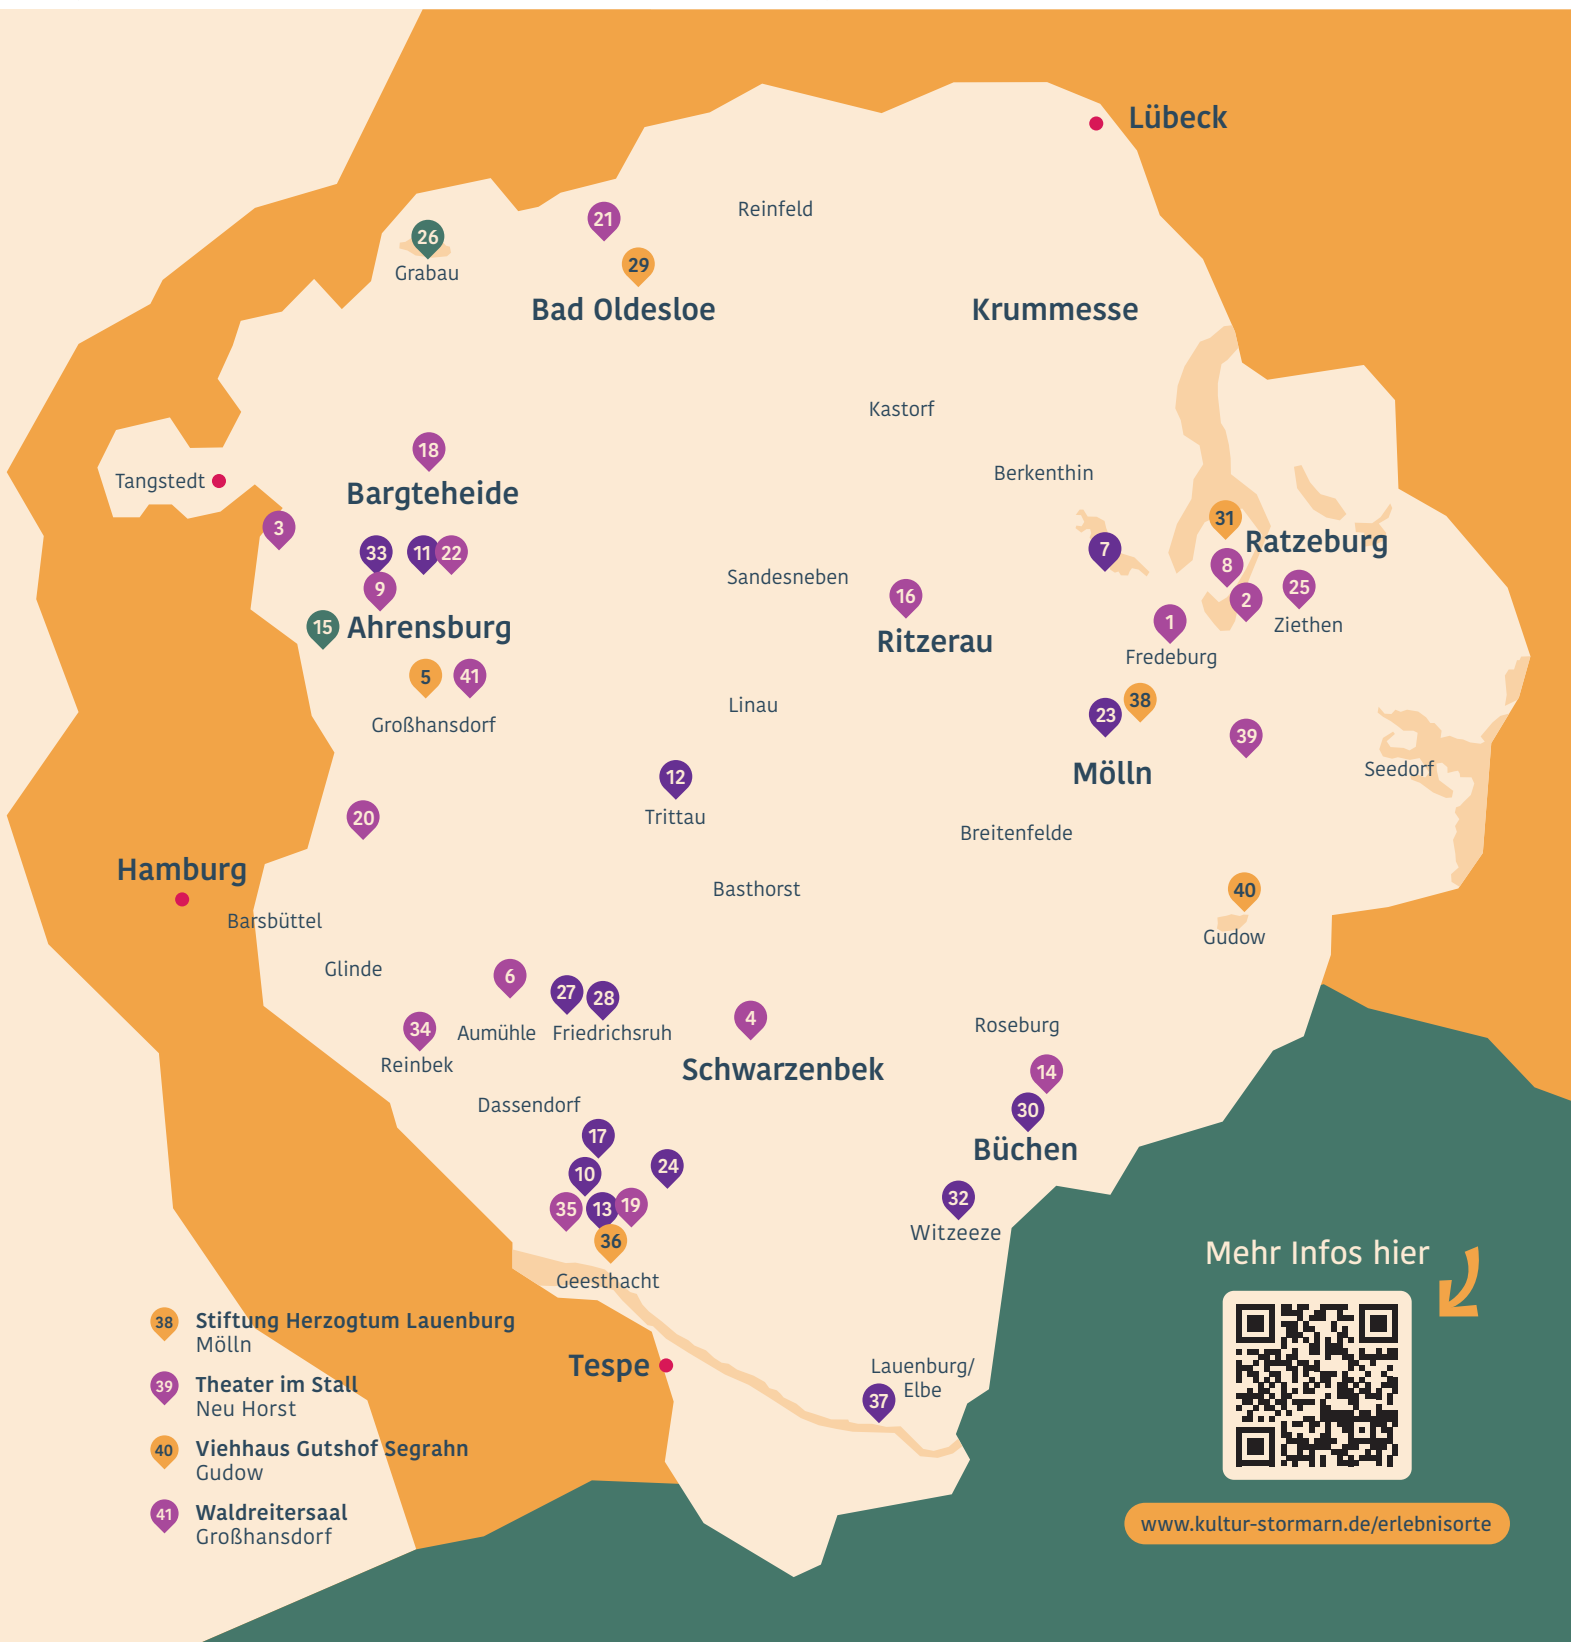 Lübeck
Reinfeld
21
26
Grabau
29
Bad Oldesloe
Krummesse
Kastorf
18
Berkenthin
Tangstedt
Bargteheide
3
31
Ratzeburg
33
11
22
7
8
Sandesneben
9
16
2
25
15
Ahrensburg
Ritzerau
1
Ziethen
Fredeburg
5
41
Großhansdorf
Linau
38
23
39
Mölln
Seedorf
12
Trittau
20
Breitenfelde
Hamburg
Basthorst
40
Barsbüttel
Gudow
Glinde
6
27
28
34
Aumühle
Friedrichsruh
4
Roseburg
Reinbek
Schwarzenbek
14
Dassendorf
30
17
Büchen
10
24
35
13
19
32
Witzeeze
36
Geesthacht
Mehr Infos hier
38 Stiftung Herzogtum Lauenburg
Mölln
Tespe
Lauenburg/
Elbe
37
39 Theater im Stall
Neu Horst
40 Viehhaus Gutshof Segrahn
Gudow
41 Waldreitersaal
Großhansdorf
www.kultur-stormarn.de/erlebnisorte